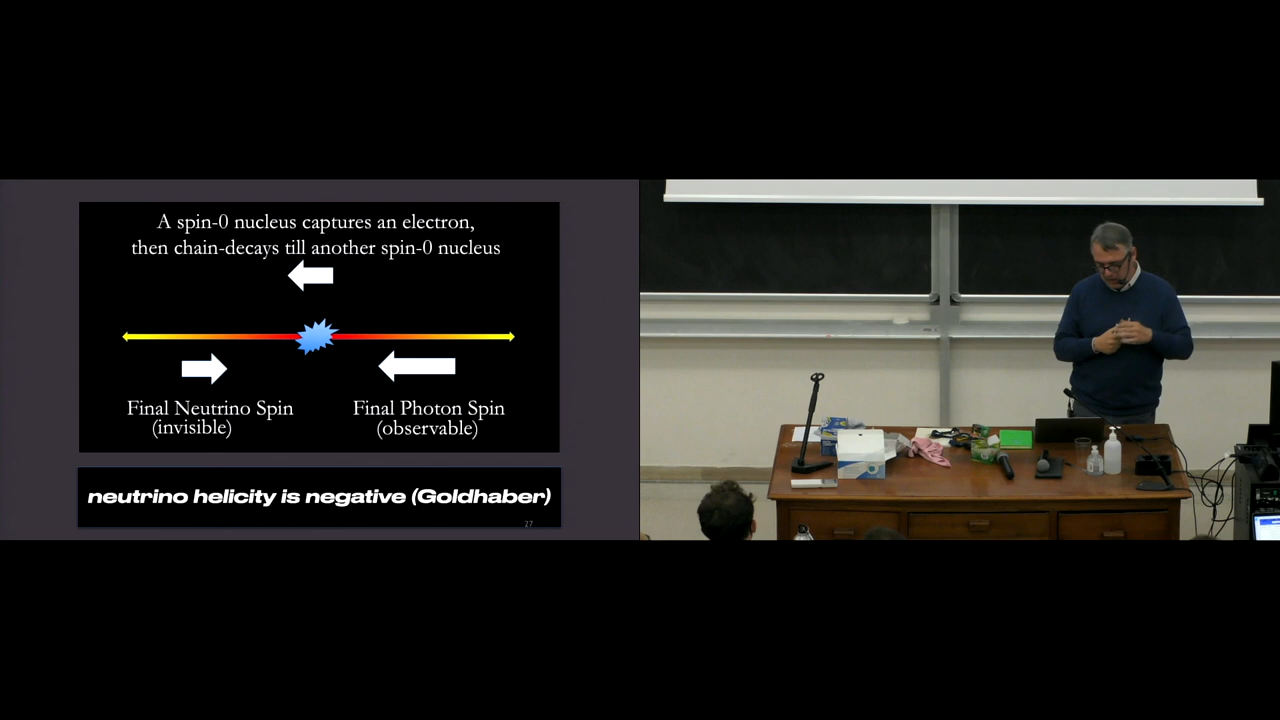 A spin-0 nucleus captures an electron,
then chain-decays till another spin-0 nucleus
Final Neutrino Spin
(invisible)
Final Photon Spin
(observable)
neutrino helicity is negative (Goldhaber)
27